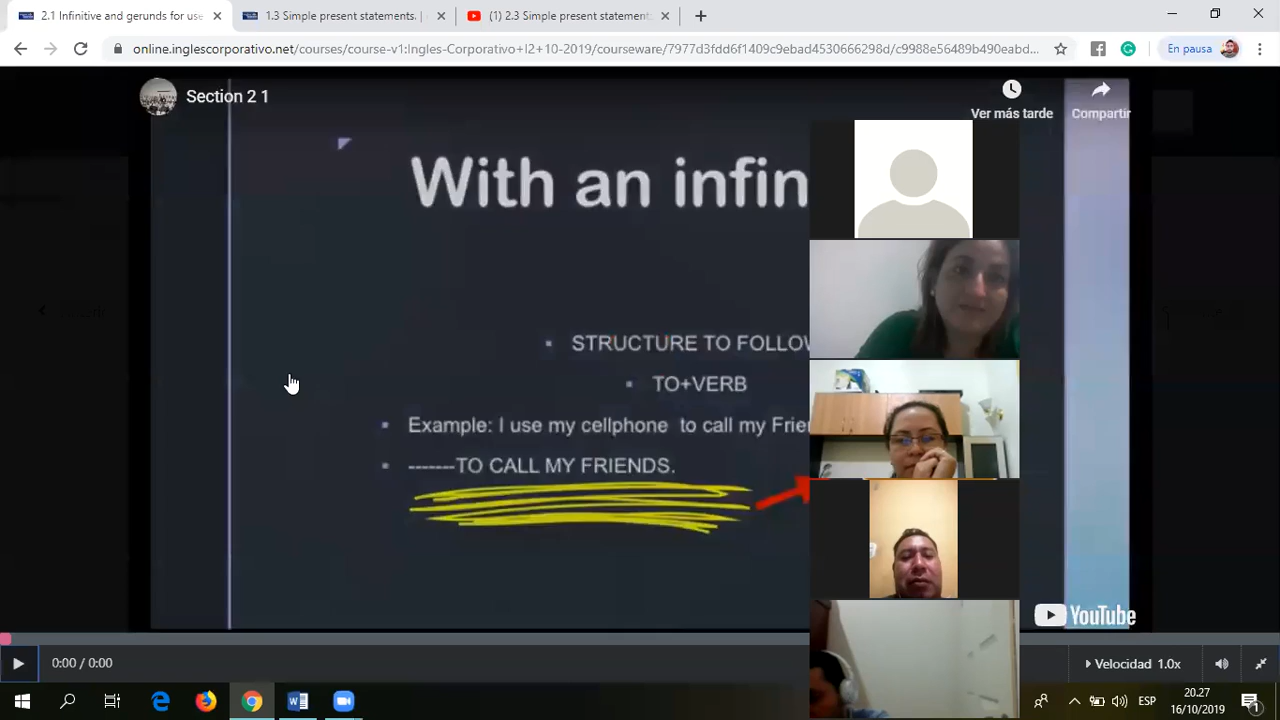 2.1 Infinitive and gerunds for use
1.3 Simple present statements. |
(1) 2.3 Simple present statement
online.inglescorporativo.net/courses/course-v1:Ingles-Corporativo+I2+10-2019/courseware/7977d3fdd6f1409c9ebad4530666298d/c9988e56489b490eabd...
En pausa
Section 2 1
Ver más tarde
Compartir
With an infin
STRUCTURE TO FOLLOW
TO+VERB
Example: I use my cellphone to call my Frie
-------TO CALL MY FRIENDS.
YouTube
0:00 / 0:00
Velocidad 1.0x
ESP
20.27
16/10/2019
1